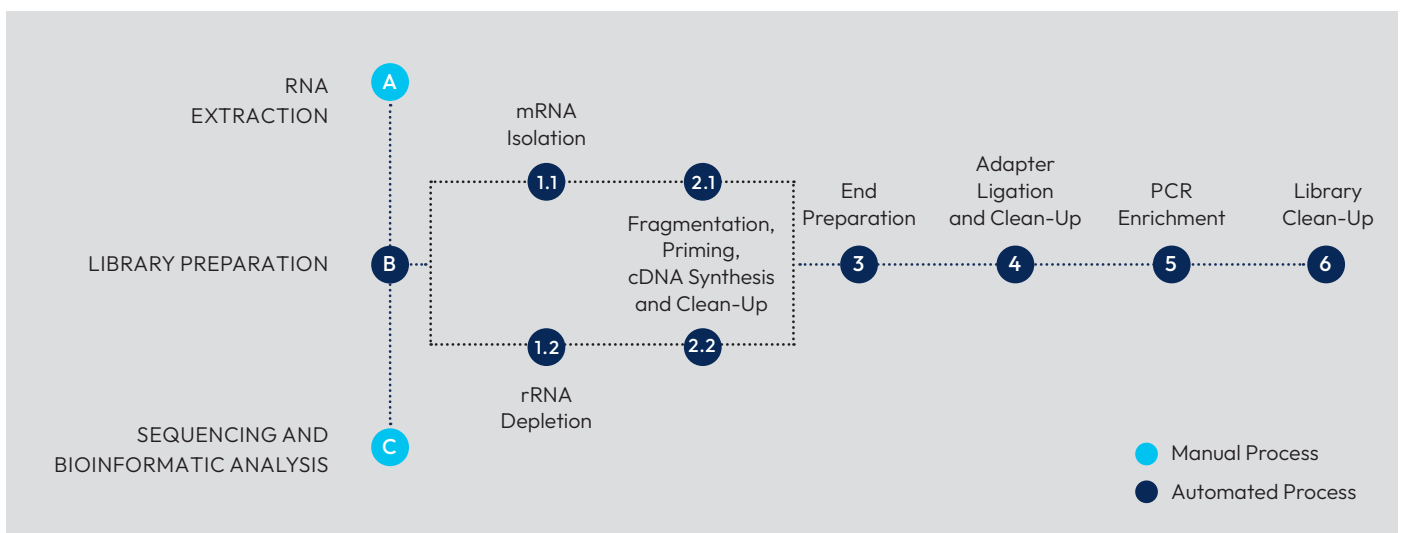 RNA
EXTRACTION
A
mRNA
Isolation
1.1
2.1
Fragmentation,
Priming,
cDNA Synthesis
and Clean-Up
LIBRARY PREPARATION
B
1.2
2.2
rRNA
Depletion
End
Preparation
3
Adapter
Ligation
and Clean-Up
4
PCR
Enrichment
5
Library
Clean-Up
6
SEQUENCING AND
BIOINFORMATIC ANALYSIS
C
Manual Process
Automated Process